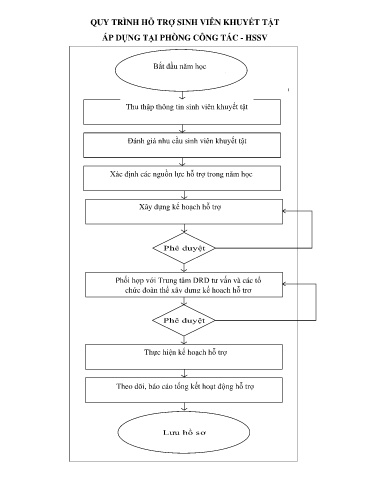 QUY TRÌNH HỖ TRỢ SINH VIÊN KHUYẾT TẬT
ÁP DỤNG TẠI PHÒNG CÔNG TÁC - HSSV
Bắt đầu năm học
Thu thập thông tin sinh viên khuyết tật
Đánh giá nhu cầu sinh viên khuyết tật
Xác định các nguồn lực hỗ trợ trong năm học
Xây dựng kế hoạch hỗ trợ
Phê duyệt
Phối hợp với Trung tâm DRD tư vấn và các tổ
chức đoàn thể xây dựng kế hoạch hỗ trợ
Phê duyệt
Thực hiện kế hoạch hỗ trợ
Theo dõi, báo cáo tổng kết hoạt động hỗ trợ
Lưu hồ sơ